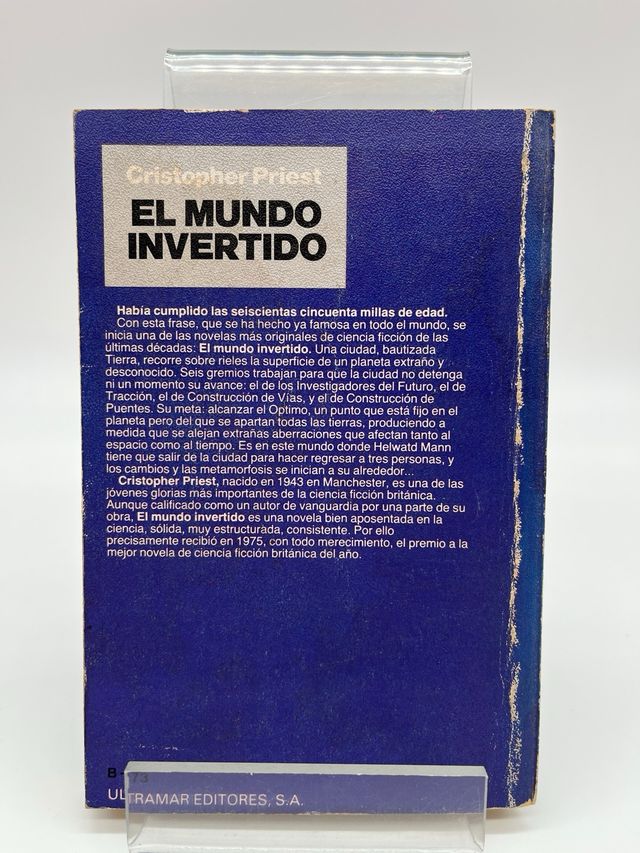 Cristopher Priest
EL MUNDO
INVERTIDO
Había cumplido las seiscientas cincuenta millas de edad.
Con esta frase, que se ha hecho ya famosa en todo el mundo, se
inicia una de las novelas más originales de ciencia ficción de las
últimas décadas: El mundo invertido. Una ciudad, bautizada
Tierra, recorre sobre rieles la superficie de un planeta extraño y
desconocido. Seis gremios trabajan para que la ciudad no detenga
ni un momento su avance: el de los Investigadores del Futuro, el de
Tracción, el de Construcción de Vías, y el de Construcción de
Puentes. Su meta: alcanzar el Optimo, un punto que está fijo en el
planeta pero del que se apartan todas las tierras, produciendo a
medida que se alejan extrañas aberraciones que afectan tanto al
espacio como al tiempo. Es en este mundo donde Helwatd Mann
tiene que salir de la ciudad para hacer regresar a tres personas, y
los cambios y las metamorfosis se inician a su alrededor...
Cristopher Priest, nacido en 1943 en Manchester, es una de las
jóvenes glorias más importantes de la ciencia ficción británica.
Aunque calificado como un autor de vanguardia por una parte de su
obra, El mundo invertido es una novela bien aposentada en la
ciencia, sólida, muy estructurada, consistente. Por ello
precisamente recibió en 1975, con todo merecimiento, el premio a la
mejor novela de ciencia ficción británica del año.
B - 73
ULTRAMAR EDITORES, S.A.